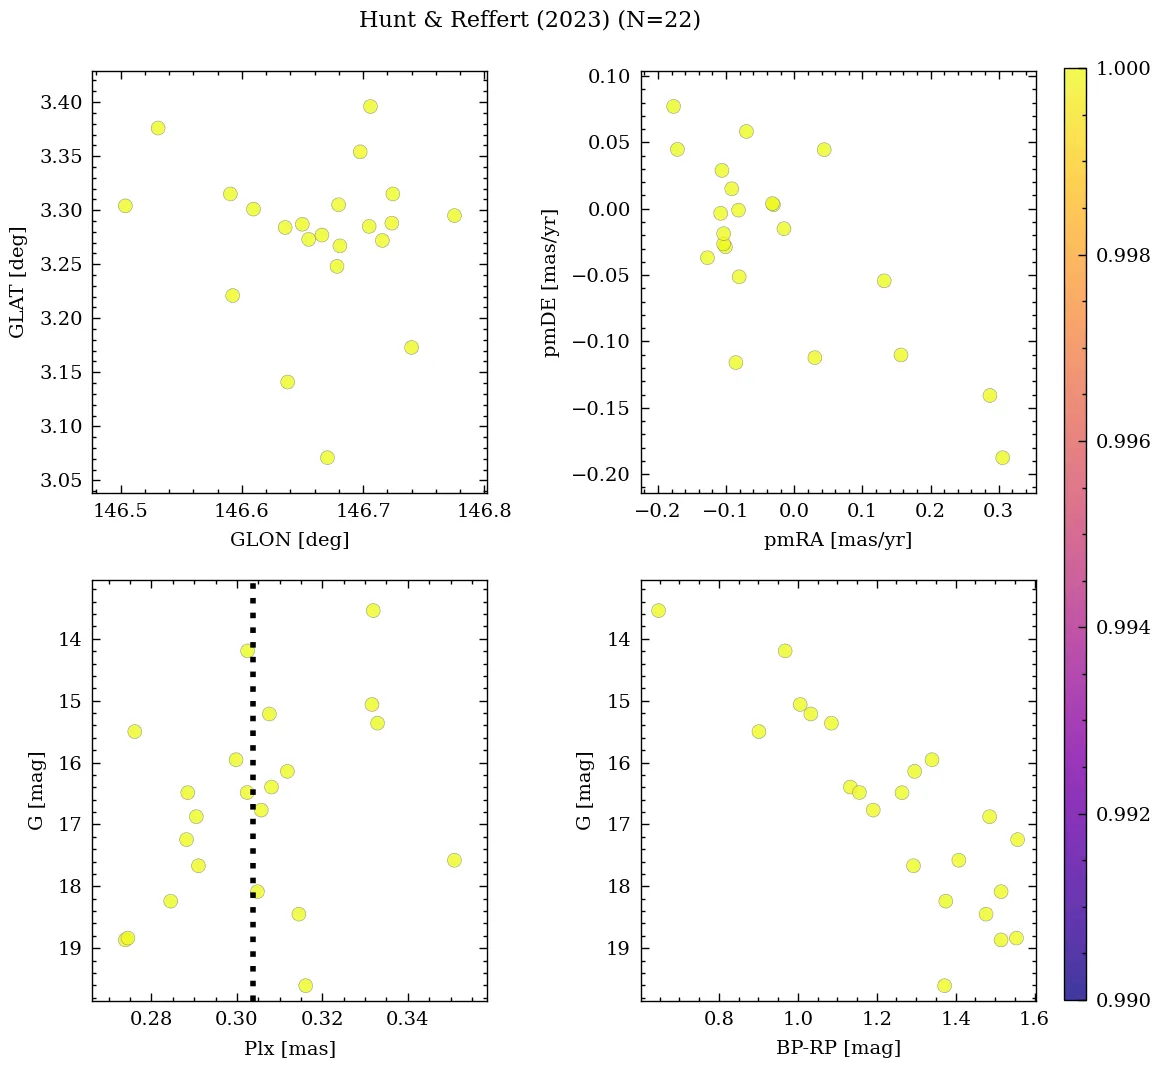 Hunt & Reffert (2023) (N=22)
3.40
3.35
3.30
3.25
3.20
3.15
3.10
3.05
GLAT [deg]
146.5 146.6 146.7 146.8
GLON [deg]
0.10
0.05
0.00
−0.05
−0.10
−0.15
−0.20
pmDE [mas/yr]
−0.2 −0.1 0.0 0.1 0.2 0.3
pmRA [mas/yr]
14
15
16
17
18
19
G [mag]
0.28 0.30 0.32 0.34
Plx [mas]
14
15
16
17
18
19
G [mag]
0.8 1.0 1.2 1.4 1.6
BP-RP [mag]
1.000
0.998
0.996
0.994
0.992
0.990